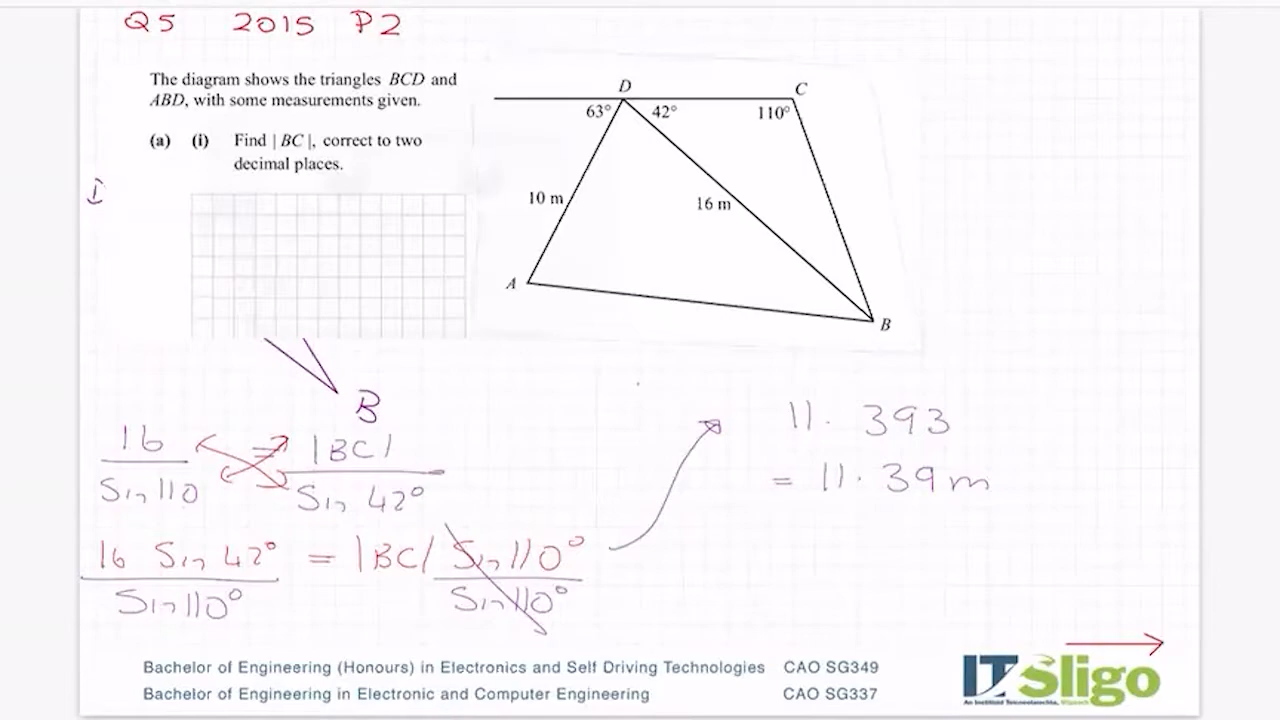 Q5 2015 P2
The diagram shows the triangles BCD and
ABD, with some measurements given.
(a) (i) Find | BC |, correct to two
decimal places.
D
C
63°
42°
110°
10 m
16 m
A
B
B
16 = |BC|
Sin 110 Sin 42°
16 Sin 42° = |BC| Sin 110°
Sin 110° Sin 110°
11. 393
= 11.39m
Bachelor of Engineering (Honours) in Electronics and Self Driving Technologies CAO SG349
Bachelor of Engineering in Electronic and Computer Engineering CAO SG337
IT Sligo